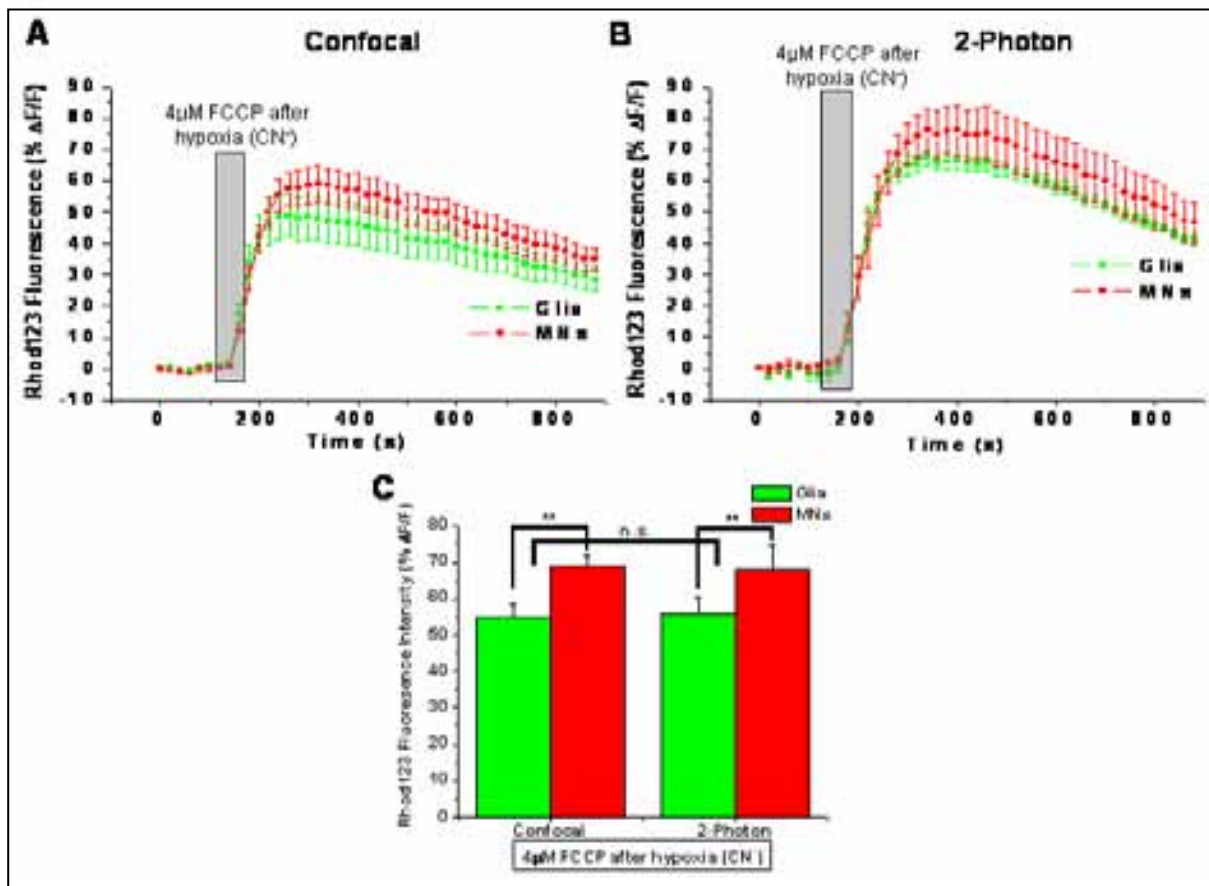 A
Confocal
4µM FCCP after
hypoxia (CN⁻)
Rhod123 Fluorescence (% ΔF/F)
90
80
70
60
50
40
30
20
10
0
-10
Glia
MNs
0 200 400 600 800
Time (s)
B
2-Photon
4µM FCCP after
hypoxia (CN⁻)
Rhod123 Fluorescence (% ΔF/F)
90
80
70
60
50
40
30
20
10
0
-10
Glia
MNs
0 200 400 600 800
Time (s)
C
Glia
MNs
Rhod123 Fluoresence Intensity (% ΔF/F)
80
70
60
50
40
30
20
10
0
** n.s. **
Confocal 2-Photon
4µM FCCP after hypoxia (CN )